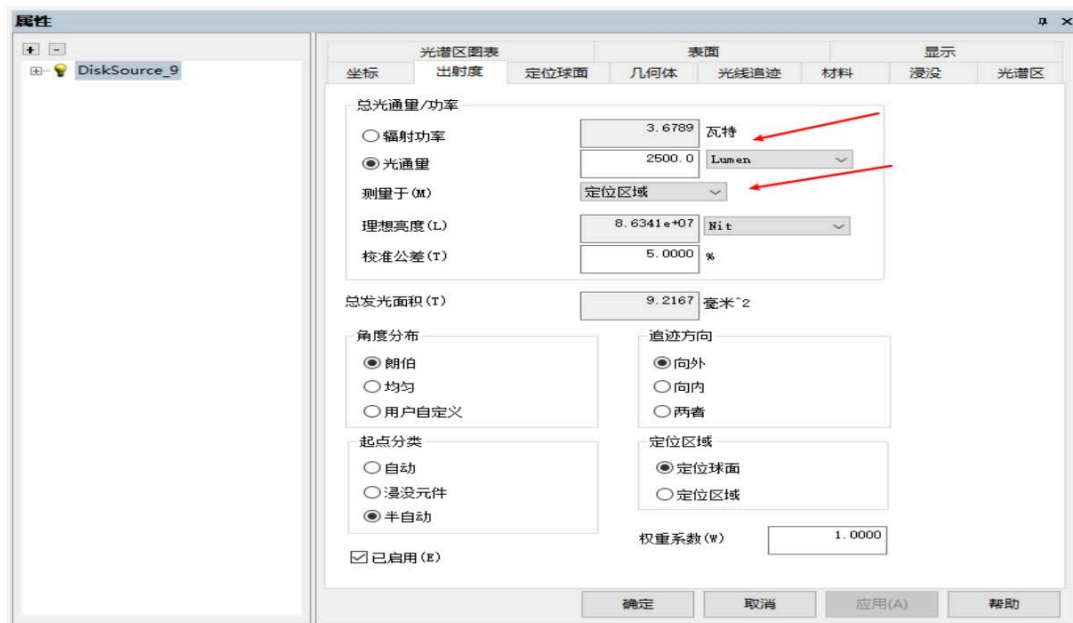 属性
+ -
DiskSource_9
光谱区图表 表面 显示
坐标 出射度 定位球面 几何体 光线追迹 材料 浸没 光谱区
总光通量/功率
辐射功率 3.6789 瓦特
光通量 2500.0 Lumen
测量于(M) 定位区域
理想亮度(L) 8.6341e+07 Nit
校准公差(T) 5.0000 %
总发光面积(T) 9.2167 毫米^2
角度分布 追迹方向
朗伯 向外
均匀 向内
用户自定义 两者
起点分类 定位区域
自动 定位球面
浸没元件 定位区域
半自动
权重系数(W) 1.0000
已启用(E)
确定 取消 应用(A) 帮助